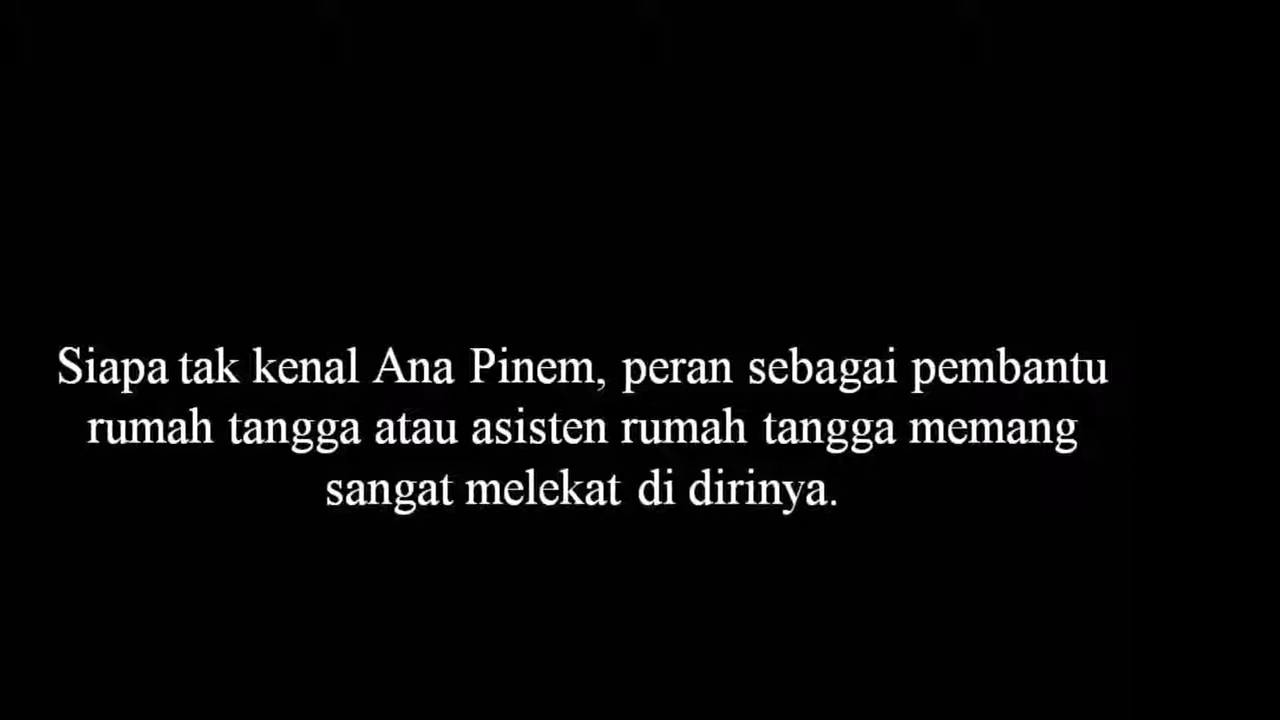 Siapa tak kenal Ana Pinem, peran sebagai pembantu
rumah tangga atau asisten rumah tangga memang
sangat melekat di dirinya.